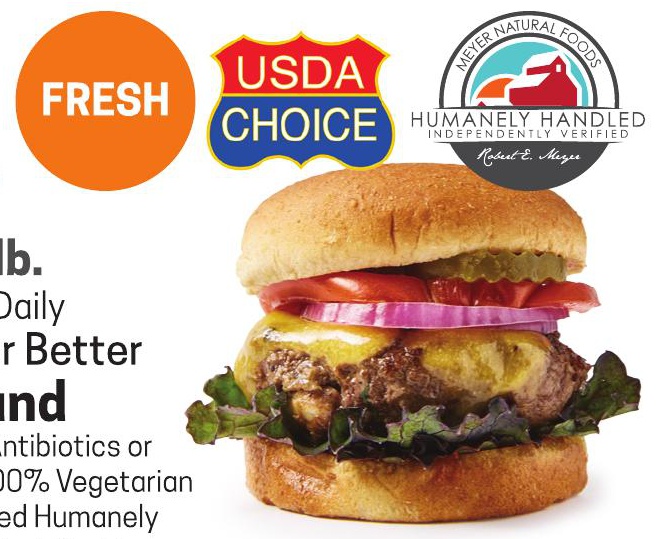 FRESH
USDA
CHOICE
MEYER NATURAL FOODS
HUMANELY HANDLED
INDEPENDENTLY VERIFIED
Robert E. Meyer
lb.
Daily
r Better
und
Antibiotics or
00% Vegetarian
ed Humanely